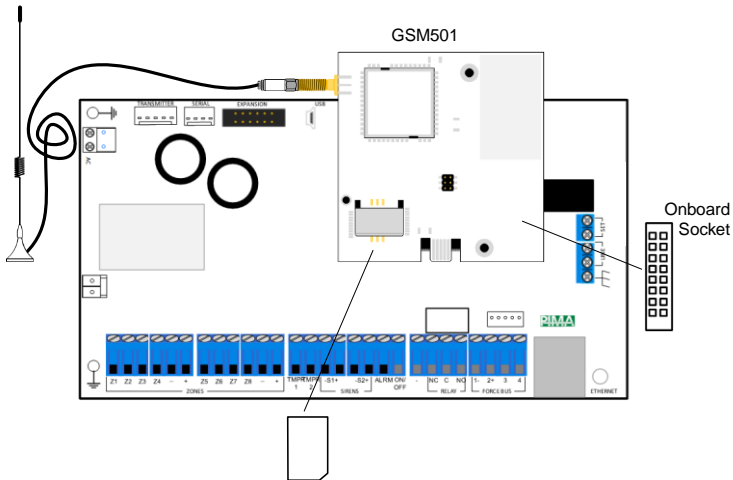 GSM501
TRANSMITTER SERIAL EXPANSION USB
AC
Onboard
Socket
LINE
PIMA
Z1 Z2 Z3 Z4 – + Z5 Z6 Z7 Z8 – + TMPR 1 TMPR 2 -S1+ -S2+ ALRM ON/OFF - NC C NO 1- 2+ 3 4
ZONES SIRENS RELAY FORCE BUS ETHERNET